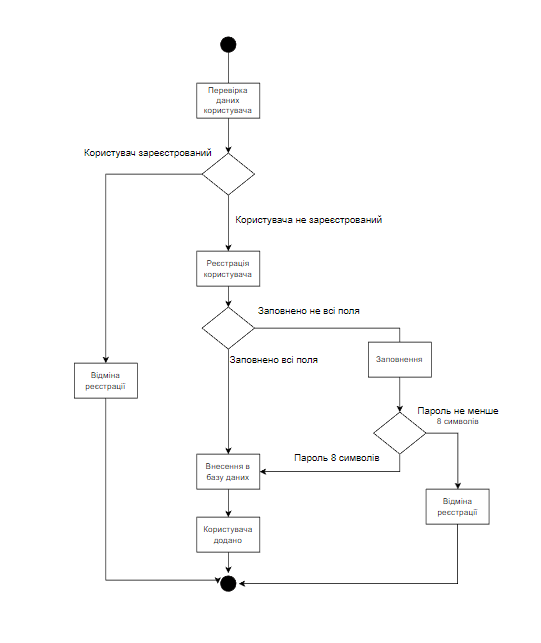 Перевірка
даних
користувача
Користувач зареєстрований
Користувача не зареєстрований
Реєстрація
користувача
Заповнено не всі поля
Заповнено всі поля
Заповнення
Відміна
реєстрації
Пароль не менше
8 символів
Пароль 8 символів
Внесення в
базу даних
Відміна
реєстрації
Користувача
додано